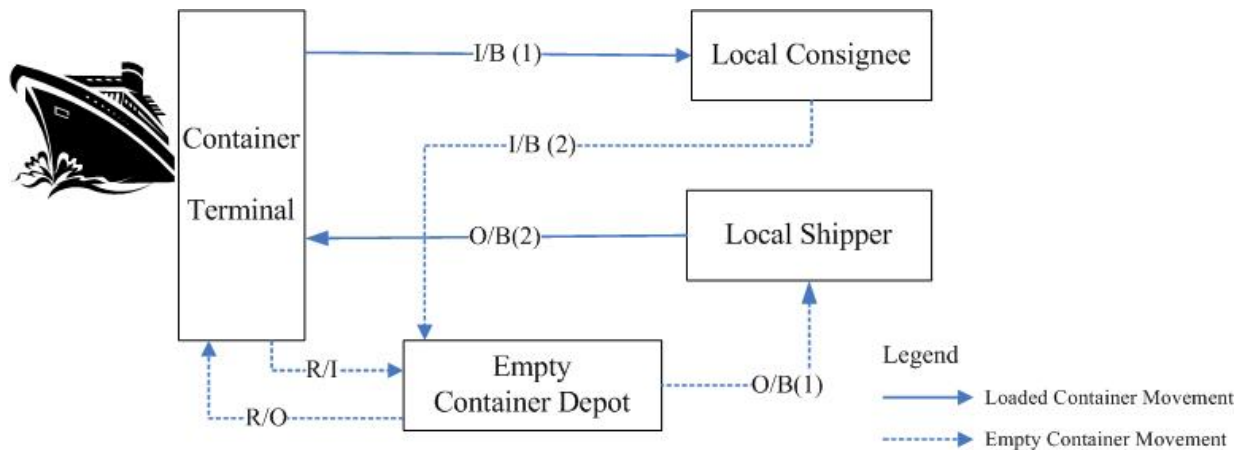 I/B (1)
Local Consignee
Container
Terminal
I/B (2)
O/B(2)
Local Shipper
R/I
Empty
Container Depot
O/B(1)
R/O
Legend
Loaded Container Movement
Empty Container Movement